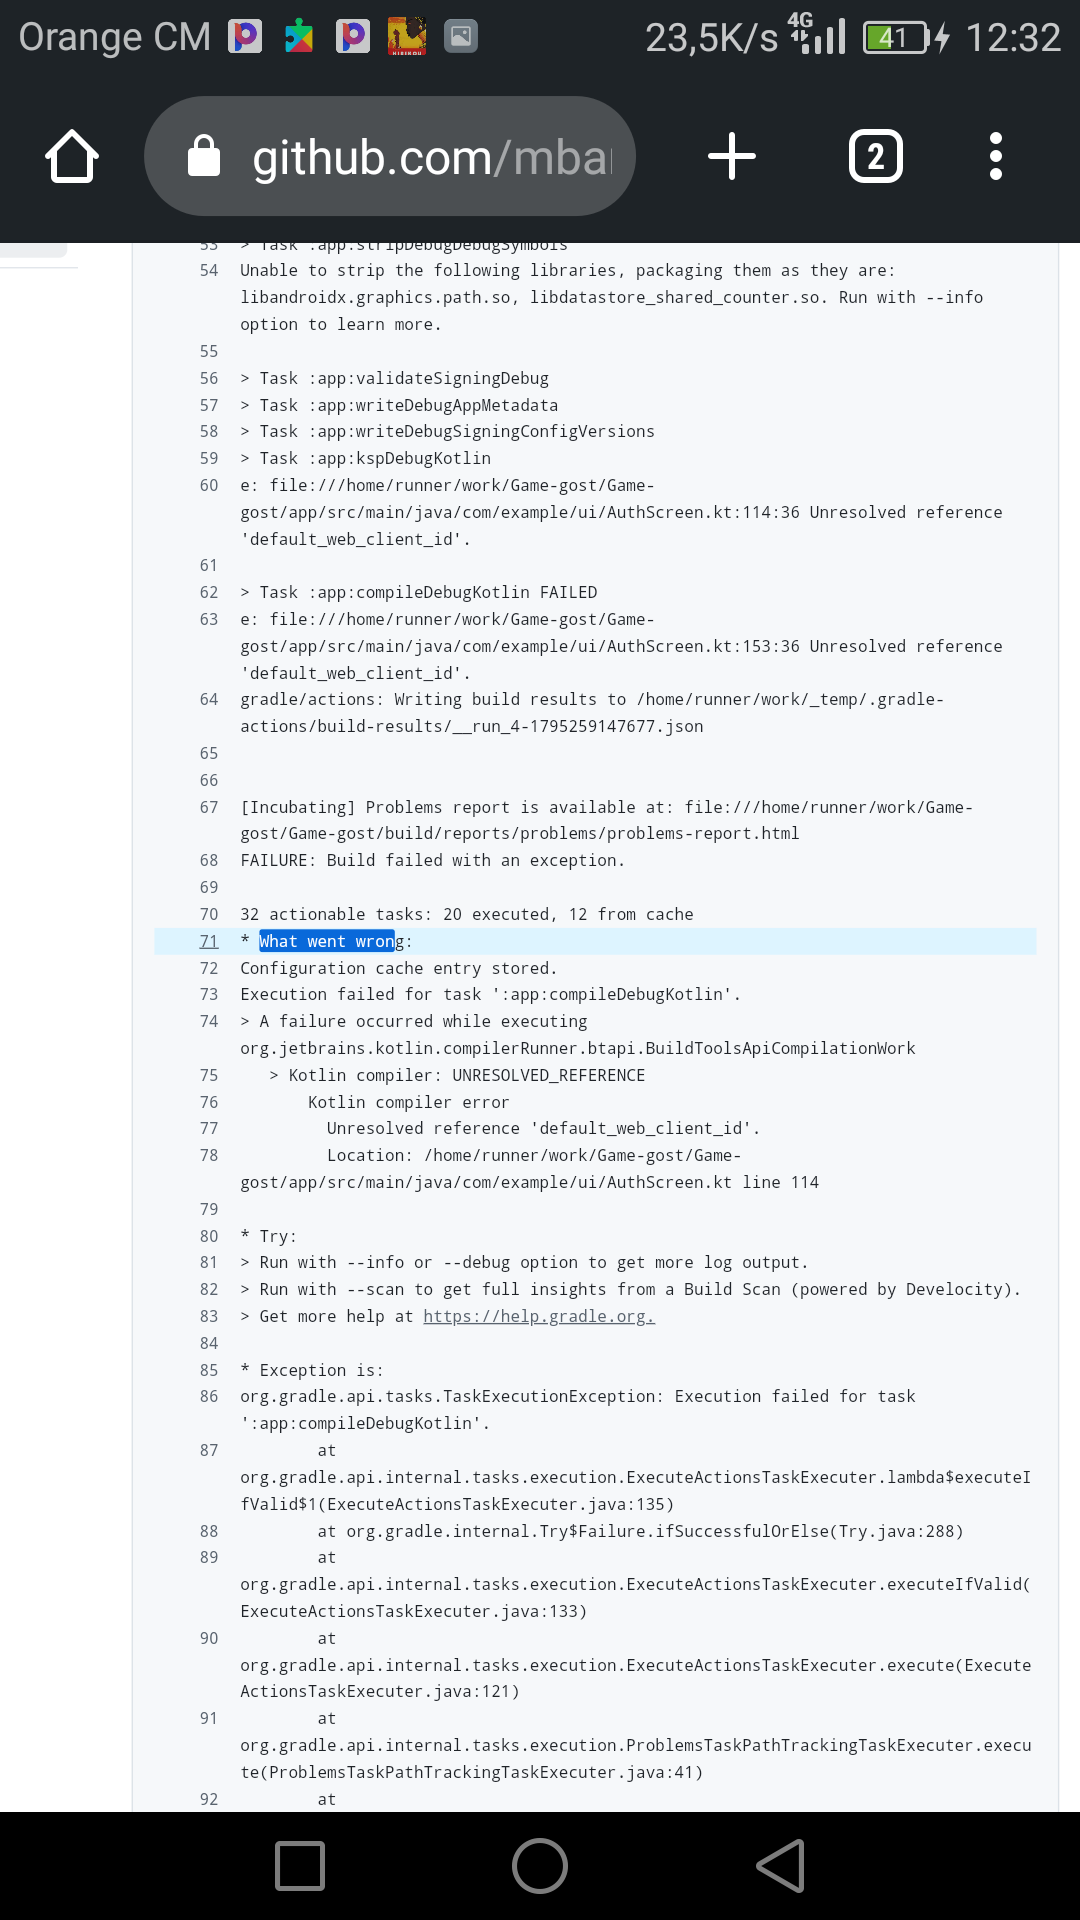 Orange CM 23,5K/s 4G 41 12:32
github.com/mba
2
53 > Task :app:stripDebugDebugSymbols
54 Unable to strip the following libraries, packaging them as they are:
libandroidx.graphics.path.so, libdatastore_shared_counter.so. Run with --info
option to learn more.
55
56 > Task :app:validateSigningDebug
57 > Task :app:writeDebugAppMetadata
58 > Task :app:writeDebugSigningConfigVersions
59 > Task :app:kspDebugKotlin
60 e: file:///home/runner/work/Game-gost/Game-
gost/app/src/main/java/com/example/ui/AuthScreen.kt:114:36 Unresolved reference
'default_web_client_id'.
61
62 > Task :app:compileDebugKotlin FAILED
63 e: file:///home/runner/work/Game-gost/Game-
gost/app/src/main/java/com/example/ui/AuthScreen.kt:153:36 Unresolved reference
'default_web_client_id'.
64 gradle/actions: Writing build results to /home/runner/work/_temp/.gradle-
actions/build-results/__run_4-1795259147677.json
65
66
67 [Incubating] Problems report is available at: file:///home/runner/work/Game-
gost/Game-gost/build/reports/problems/problems-report.html
68 FAILURE: Build failed with an exception.
69
70 32 actionable tasks: 20 executed, 12 from cache
71 * What went wrong:
72 Configuration cache entry stored.
73 Execution failed for task ':app:compileDebugKotlin'.
74 > A failure occurred while executing
org.jetbrains.kotlin.compilerRunner.btapi.BuildToolsApiCompilationWork
75 > Kotlin compiler: UNRESOLVED_REFERENCE
76 Kotlin compiler error
77 Unresolved reference 'default_web_client_id'.
78 Location: /home/runner/work/Game-gost/Game-
gost/app/src/main/java/com/example/ui/AuthScreen.kt line 114
79
80 * Try:
81 > Run with --info or --debug option to get more log output.
82 > Run with --scan to get full insights from a Build Scan (powered by Develocity).
83 > Get more help at https://help.gradle.org.
84
85 * Exception is:
86 org.gradle.api.tasks.TaskExecutionException: Execution failed for task
':app:compileDebugKotlin'.
87 at
org.gradle.api.internal.tasks.execution.ExecuteActionsTaskExecuter.lambda$executeI
fValid$1(ExecuteActionsTaskExecuter.java:135)
88 at org.gradle.internal.Try$Failure.ifSuccessfulOrElse(Try.java:288)
89 at
org.gradle.api.internal.tasks.execution.ExecuteActionsTaskExecuter.executeIfValid(
ExecuteActionsTaskExecuter.java:133)
90 at
org.gradle.api.internal.tasks.execution.ExecuteActionsTaskExecuter.execute(Execute
ActionsTaskExecuter.java:121)
91 at
org.gradle.api.internal.tasks.execution.ProblemsTaskPathTrackingTaskExecuter.execu
te(ProblemsTaskPathTrackingTaskExecuter.java:41)
92 at